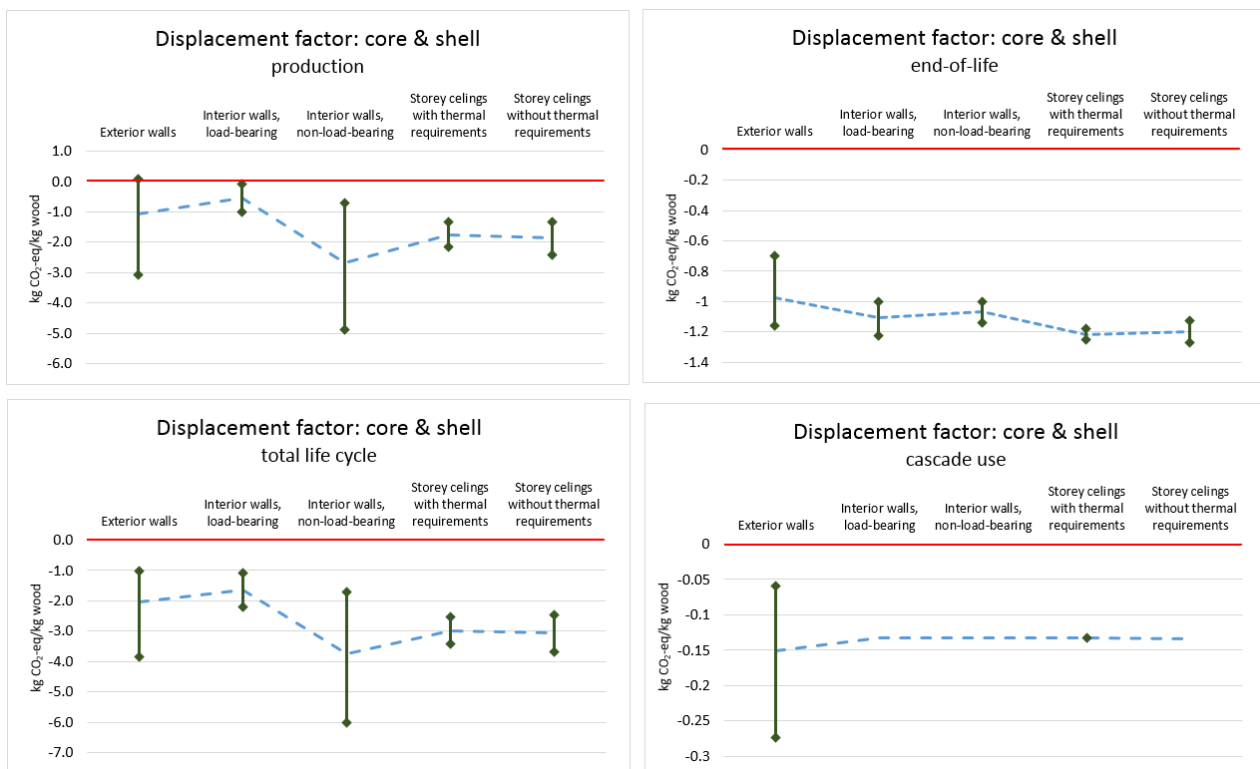 Displacement factor: core & shell
production
Exterior walls
Interior walls,
load-bearing
Interior walls,
non-load-bearing
Storey celings
with thermal
requirements
Storey celings
without thermal
requirements
kg CO₂-eq/kg wood
1.0
0.0
-1.0
-2.0
-3.0
-4.0
-5.0
-6.0
Displacement factor: core & shell
end-of-life
Exterior walls
Interior walls,
load-bearing
Interior walls,
non-load-bearing
Storey celings
with thermal
requirements
Storey celings
without thermal
requirements
kg CO₂-eq/kg wood
0
-0.2
-0.4
-0.6
-0.8
-1
-1.2
-1.4
Displacement factor: core & shell
total life cycle
Exterior walls
Interior walls,
load-bearing
Interior walls,
non-load-bearing
Storey celings
with thermal
requirements
Storey celings
without thermal
requirements
kg CO₂-eq/kg wood
0.0
-1.0
-2.0
-3.0
-4.0
-5.0
-6.0
-7.0
Displacement factor: core & shell
cascade use
Exterior walls
Interior walls,
load-bearing
Interior walls,
non-load-bearing
Storey celings
with thermal
requirements
Storey celings
without thermal
requirements
kg CO₂-eq/kg wood
0
-0.05
-0.1
-0.15
-0.2
-0.25
-0.3